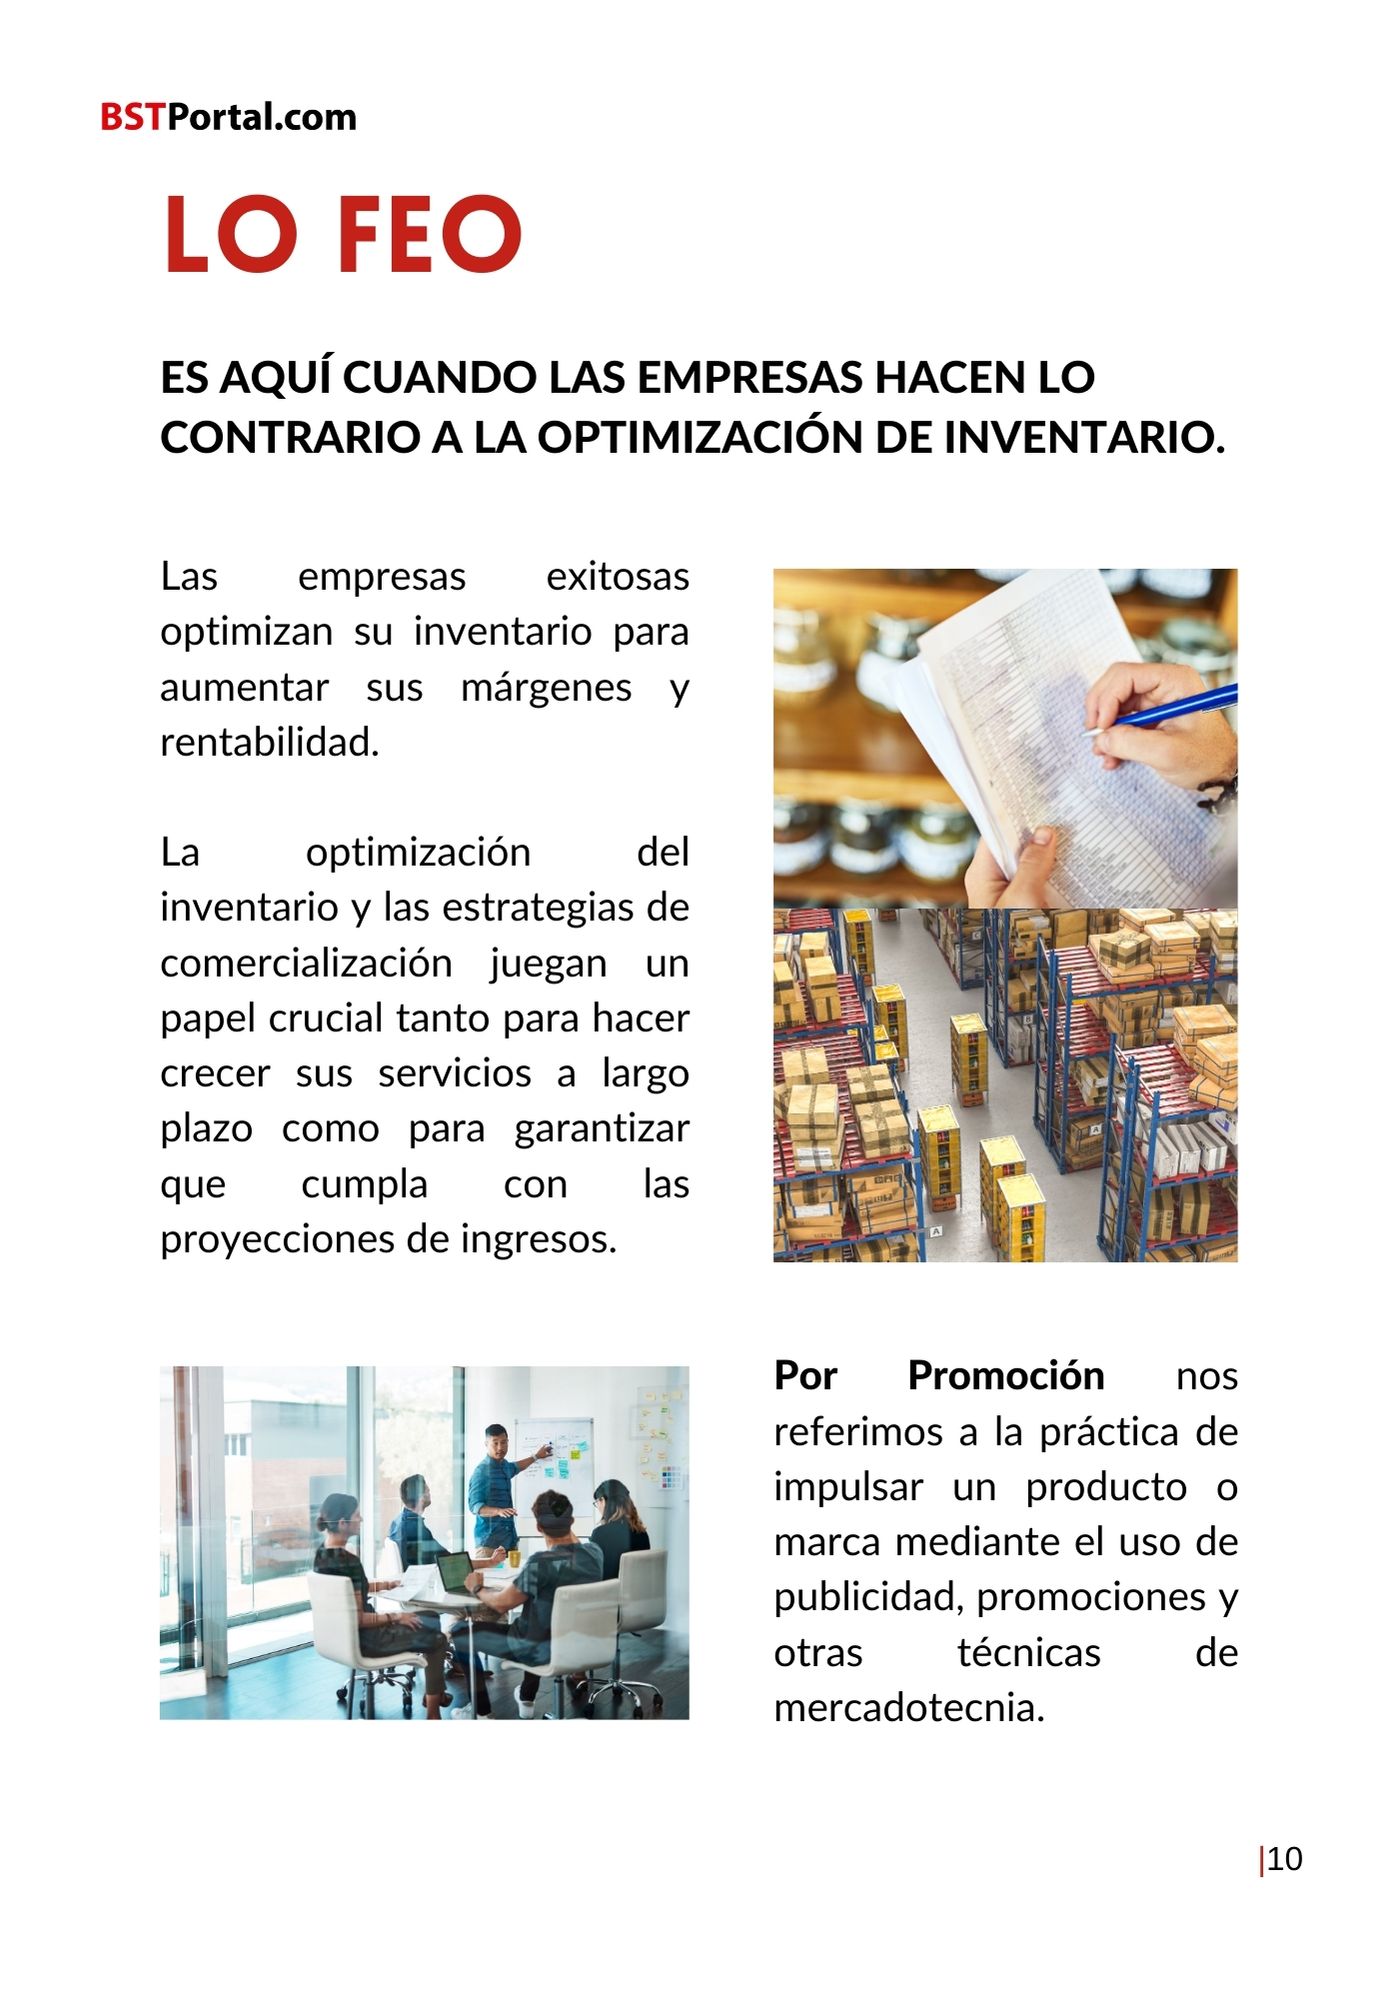 BSTPortal.com
LO FEO
ES AQUÍ CUANDO LAS EMPRESAS HACEN LO
CONTRARIO A LA OPTIMIZACIÓN DE INVENTARIO.
Las empresas exitosas
optimizan su inventario para
aumentar sus márgenes y
rentabilidad.
La optimización del
inventario y las estrategias de
comercialización juegan un
papel crucial tanto para hacer
crecer sus servicios a largo
plazo como para garantizar
que cumpla con las
proyecciones de ingresos.
Por Promoción nos
referimos a la práctica de
impulsar un producto o
marca mediante el uso de
publicidad, promociones y
otras técnicas de
mercadotecnia.
|10